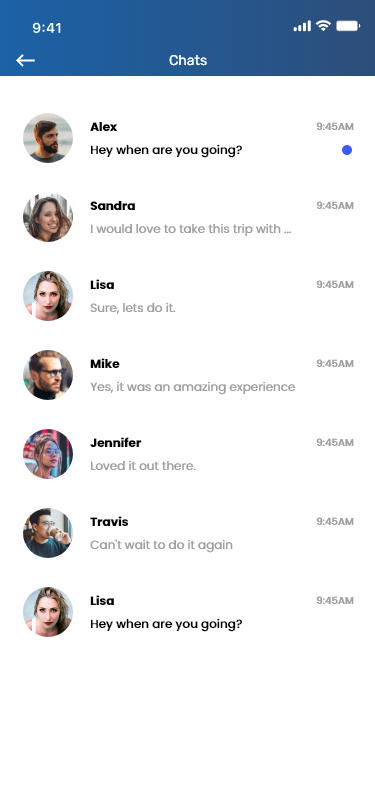 9:41
Chats
Alex 9:45AM
Hey when are you going?
Sandra 9:45AM
I would love to take this trip with ...
Lisa 9:45AM
Sure, lets do it.
Mike 9:45AM
Yes, it was an amazing experience
Jennifer 9:45AM
Loved it out there.
Travis 9:45AM
Can't wait to do it again
Lisa 9:45AM
Hey when are you going?